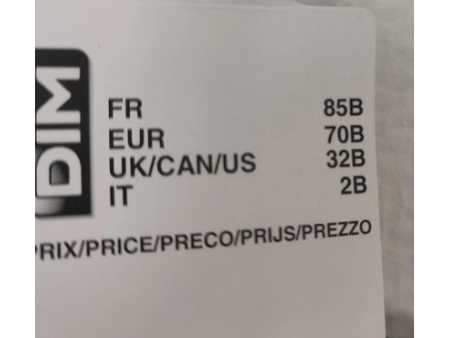 DIM
FR 85B
EUR 70B
UK/CAN/US 32B
IT 2B
PRIX/PRICE/PRECO/PRIJS/PREZZO